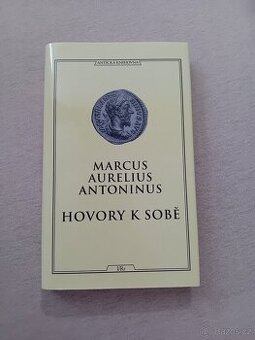 ANTICKÁ KNIHOVNA
MARCUS
AURELIUS
ANTONINUS
HOVORY K SOBĚ